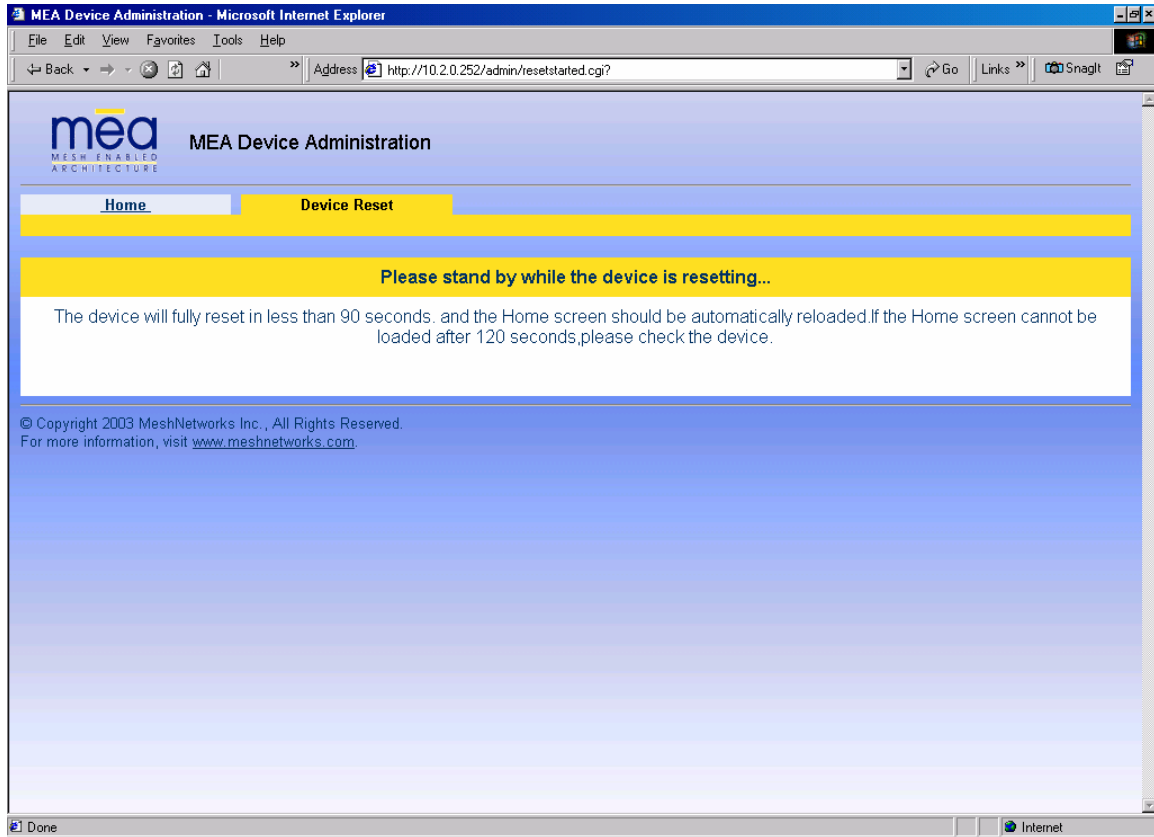 MEA Device Administration - Microsoft Internet Explorer
File Edit View Favorites Tools Help
Back » Address http://10.2.0.252/admin/resetstarted.cgi? Go Links » SnagIt
mēa
MESH ENABLED
ARCHITECTURE
MEA Device Administration
Home Device Reset
Please stand by while the device is resetting...
The device will fully reset in less than 90 seconds. and the Home screen should be automatically reloaded.If the Home screen cannot be
loaded after 120 seconds,please check the device.
© Copyright 2003 MeshNetworks Inc., All Rights Reserved.
For more information, visit www.meshnetworks.com.
Done Internet